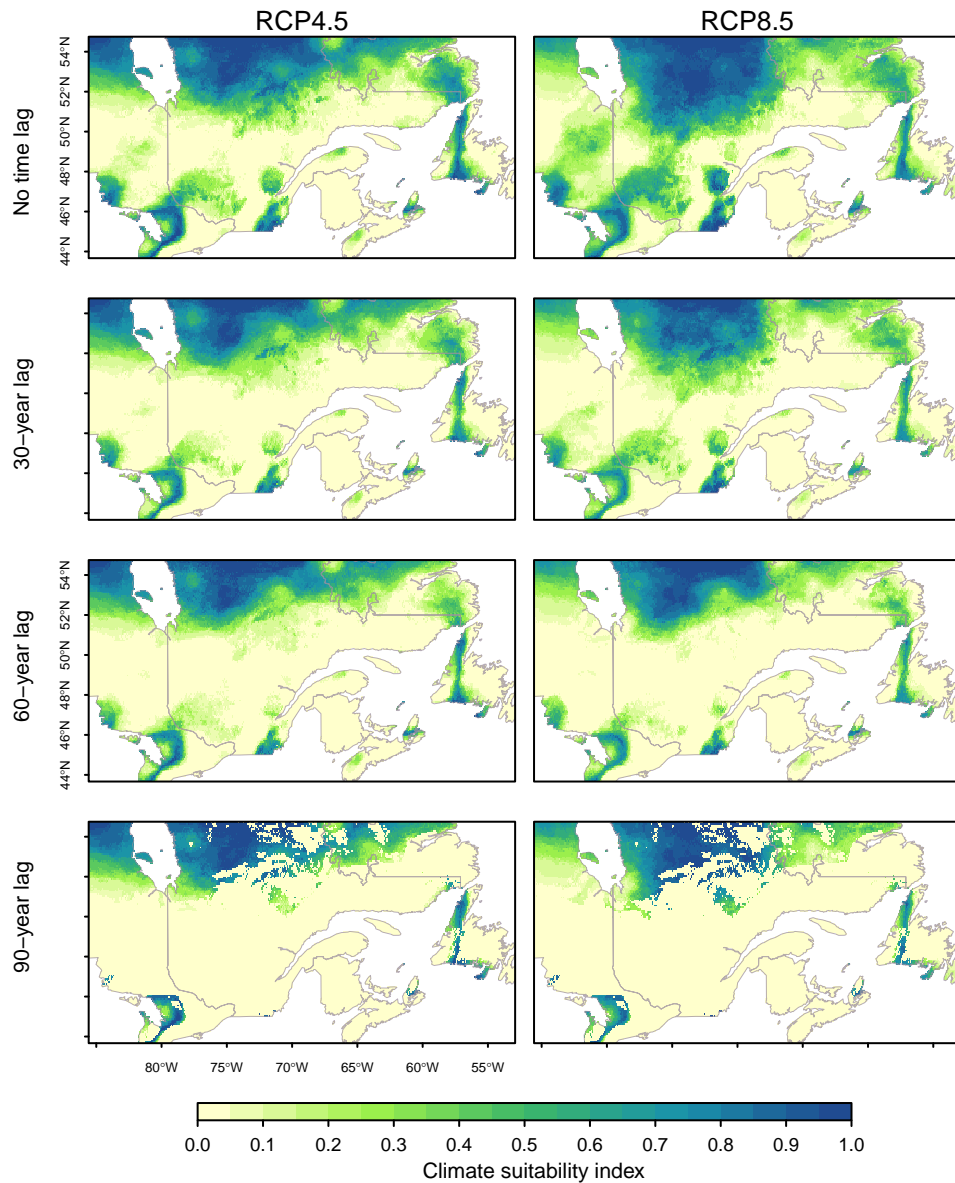 RCP4.5 RCP8.5
No time lag
54°N
52°N
50°N
48°N
46°N
44°N
30−year lag
60−year lag
54°N
52°N
50°N
48°N
46°N
44°N
90−year lag
80°W 75°W 70°W 65°W 60°W 55°W
0.0 0.1 0.2 0.3 0.4 0.5 0.6 0.7 0.8 0.9 1.0
Climate suitability index